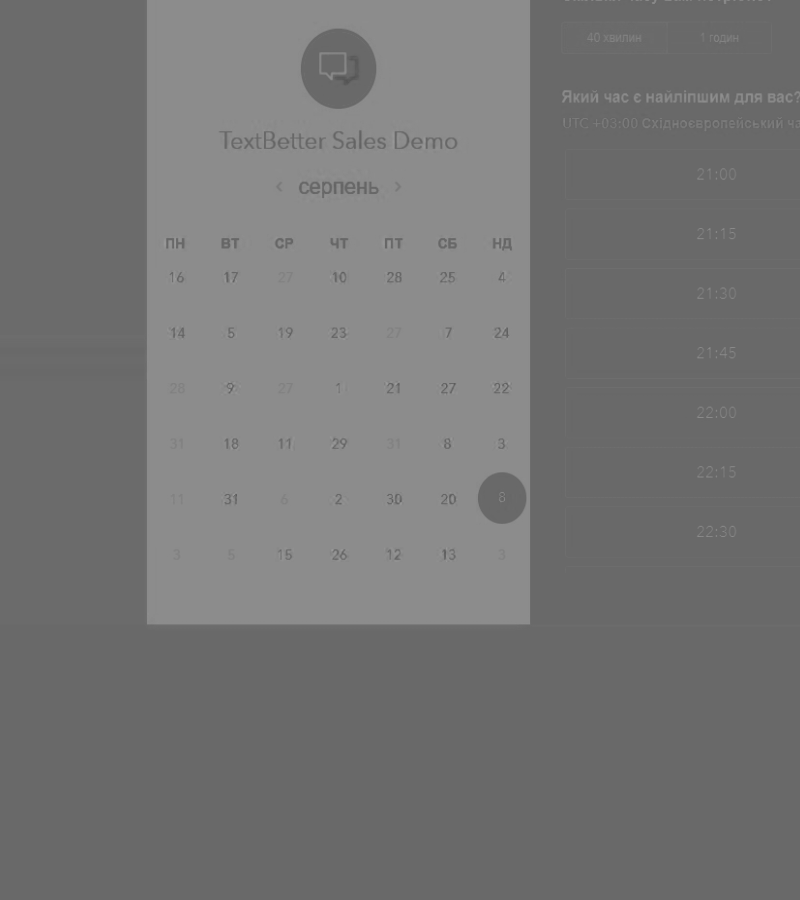 TextBetter Sales Demo
< серпень >
ПН ВТ СР ЧТ ПТ СБ НД
16 17 27 10 28 25 4
14 5 19 23 27 7 24
28 9 27 1 21 27 22
31 18 11 29 31 8 3
11 31 6 2 30 20 8
3 5 15 26 12 13 3
40 хвилин 1 годин
Який час є найліпшим для вас?
UTC +03:00 Східноєвропейський
21:00
21:15
21:30
21:45
22:00
22:15
22:30